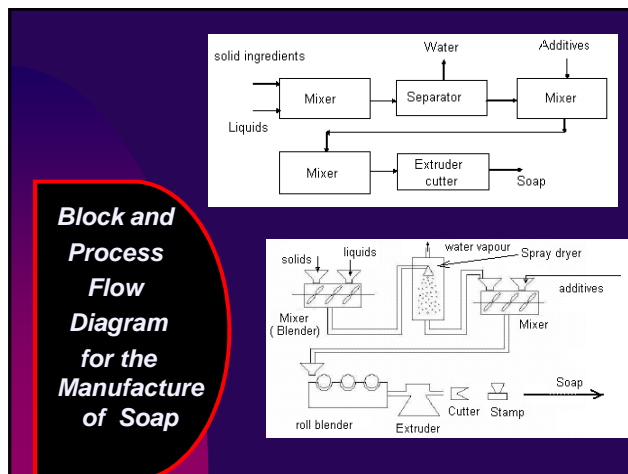 Block and
Process
Flow
Diagram
for the
Manufacture
of Soap
Water
Additives
solid ingredients
Mixer
Separator
Mixer
Liquids
Mixer
Extruder
cutter
Soap
water vapour
solids
liquids
Spray dryer
additives
Mixer
( Blender)
Mixer
Soap
roll blender
Extruder
Cutter
Stamp